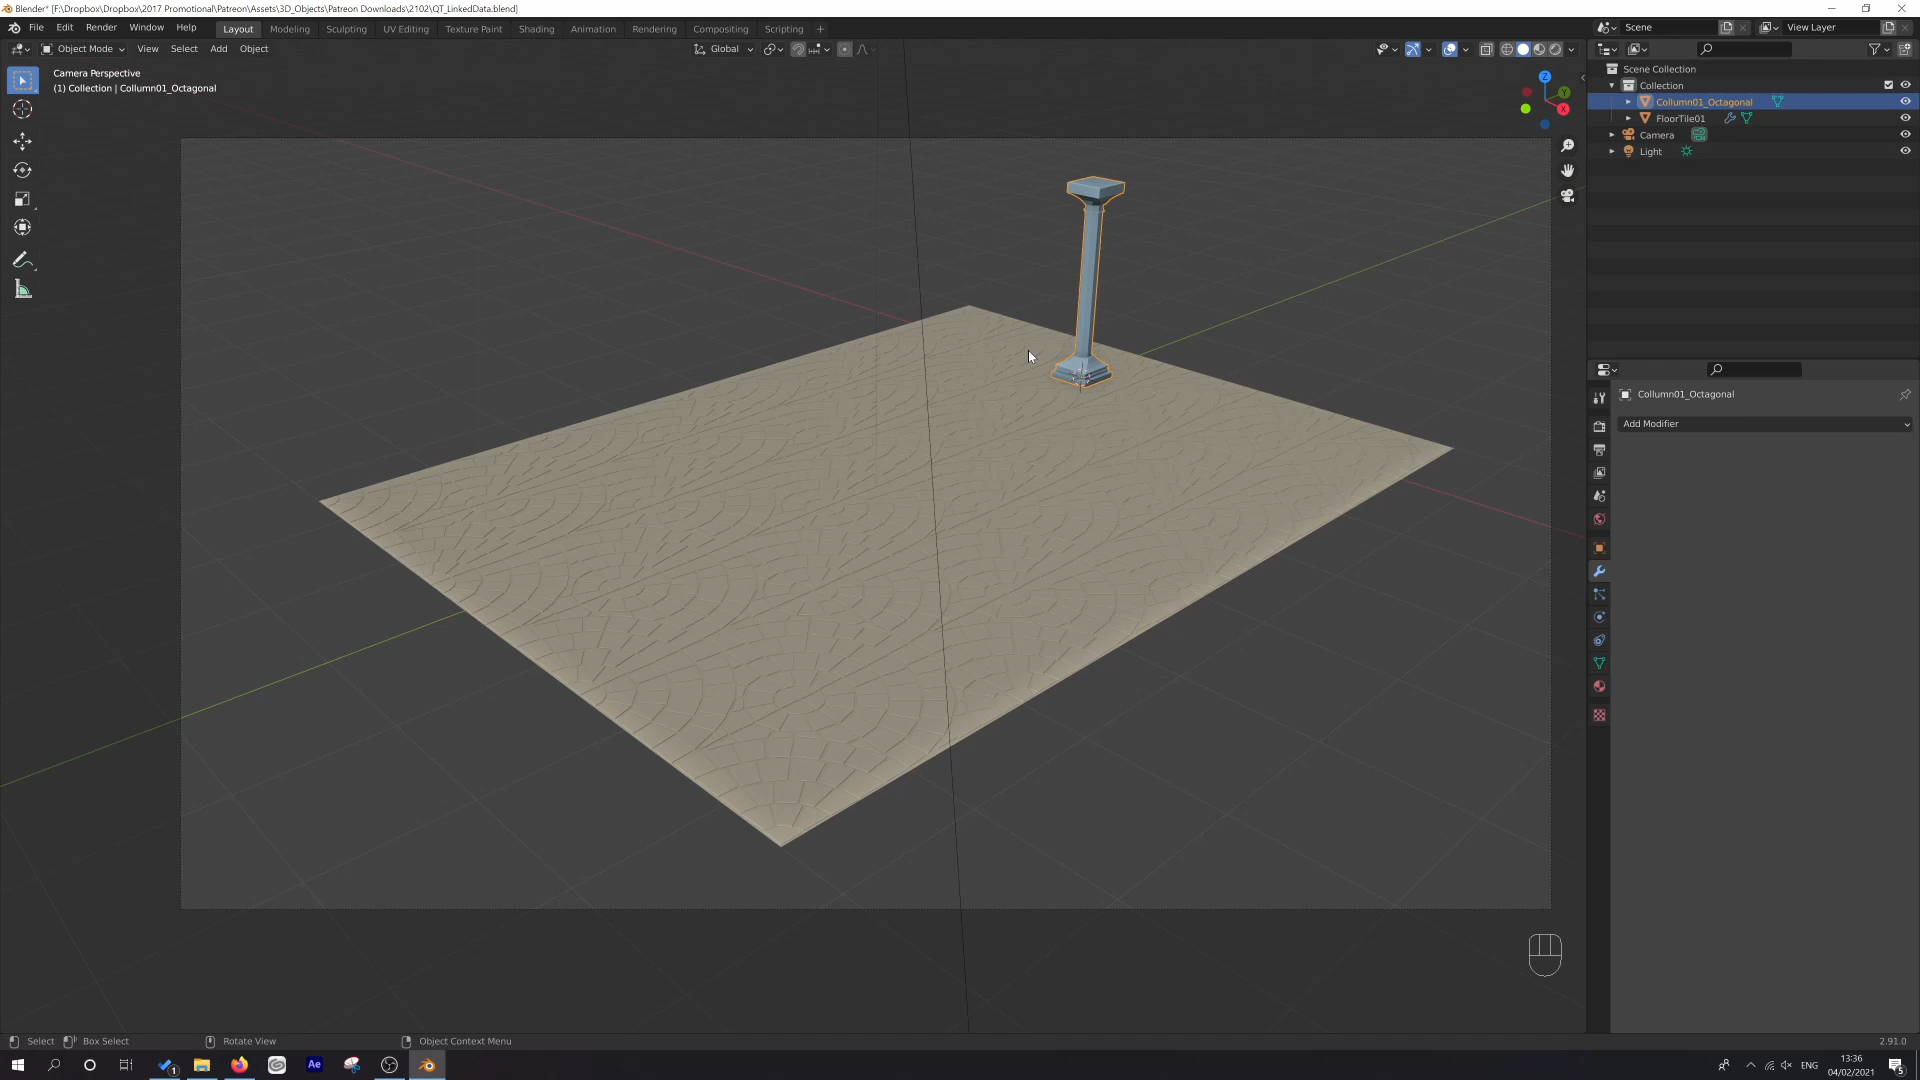 Blender* [F:\Dropbox\Dropbox\2017 Promotional\Patreon\Assets\3D_Objects\Patreon Downloads\2102\QT_LinkedData.blend]
File Edit Render Window Help Layout Modeling Sculpting UV Editing Texture Paint Shading Animation Rendering Compositing Scripting + Scene View Layer
Object Mode View Select Add Object Global
Camera Perspective
(1) Collection | Collumn01_Octagonal
Z
Y
X
Scene Collection
Collection
Collumn01_Octagonal
FloorTile01
Camera
Light
Collumn01_Octagonal
Add Modifier
Select Box Select Rotate View Object Context Menu 2.91.0
1
Ae
ENG
13:36
04/02/2021
5